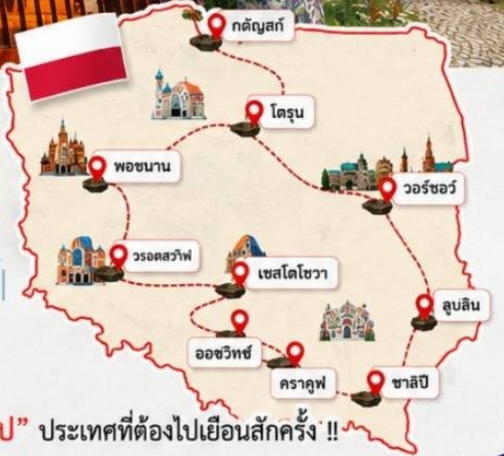 กดัญสก์
โตรุน
พอซนาน
วอร์ซอว์
วรอตสวาฟ
เชสโตโชวา
ลูบลิน
ออชวิทซ์
คราคูฟ
ซาลิปี
ป” ประเทศที่ต้องไปเยือนสักครั้ง !!